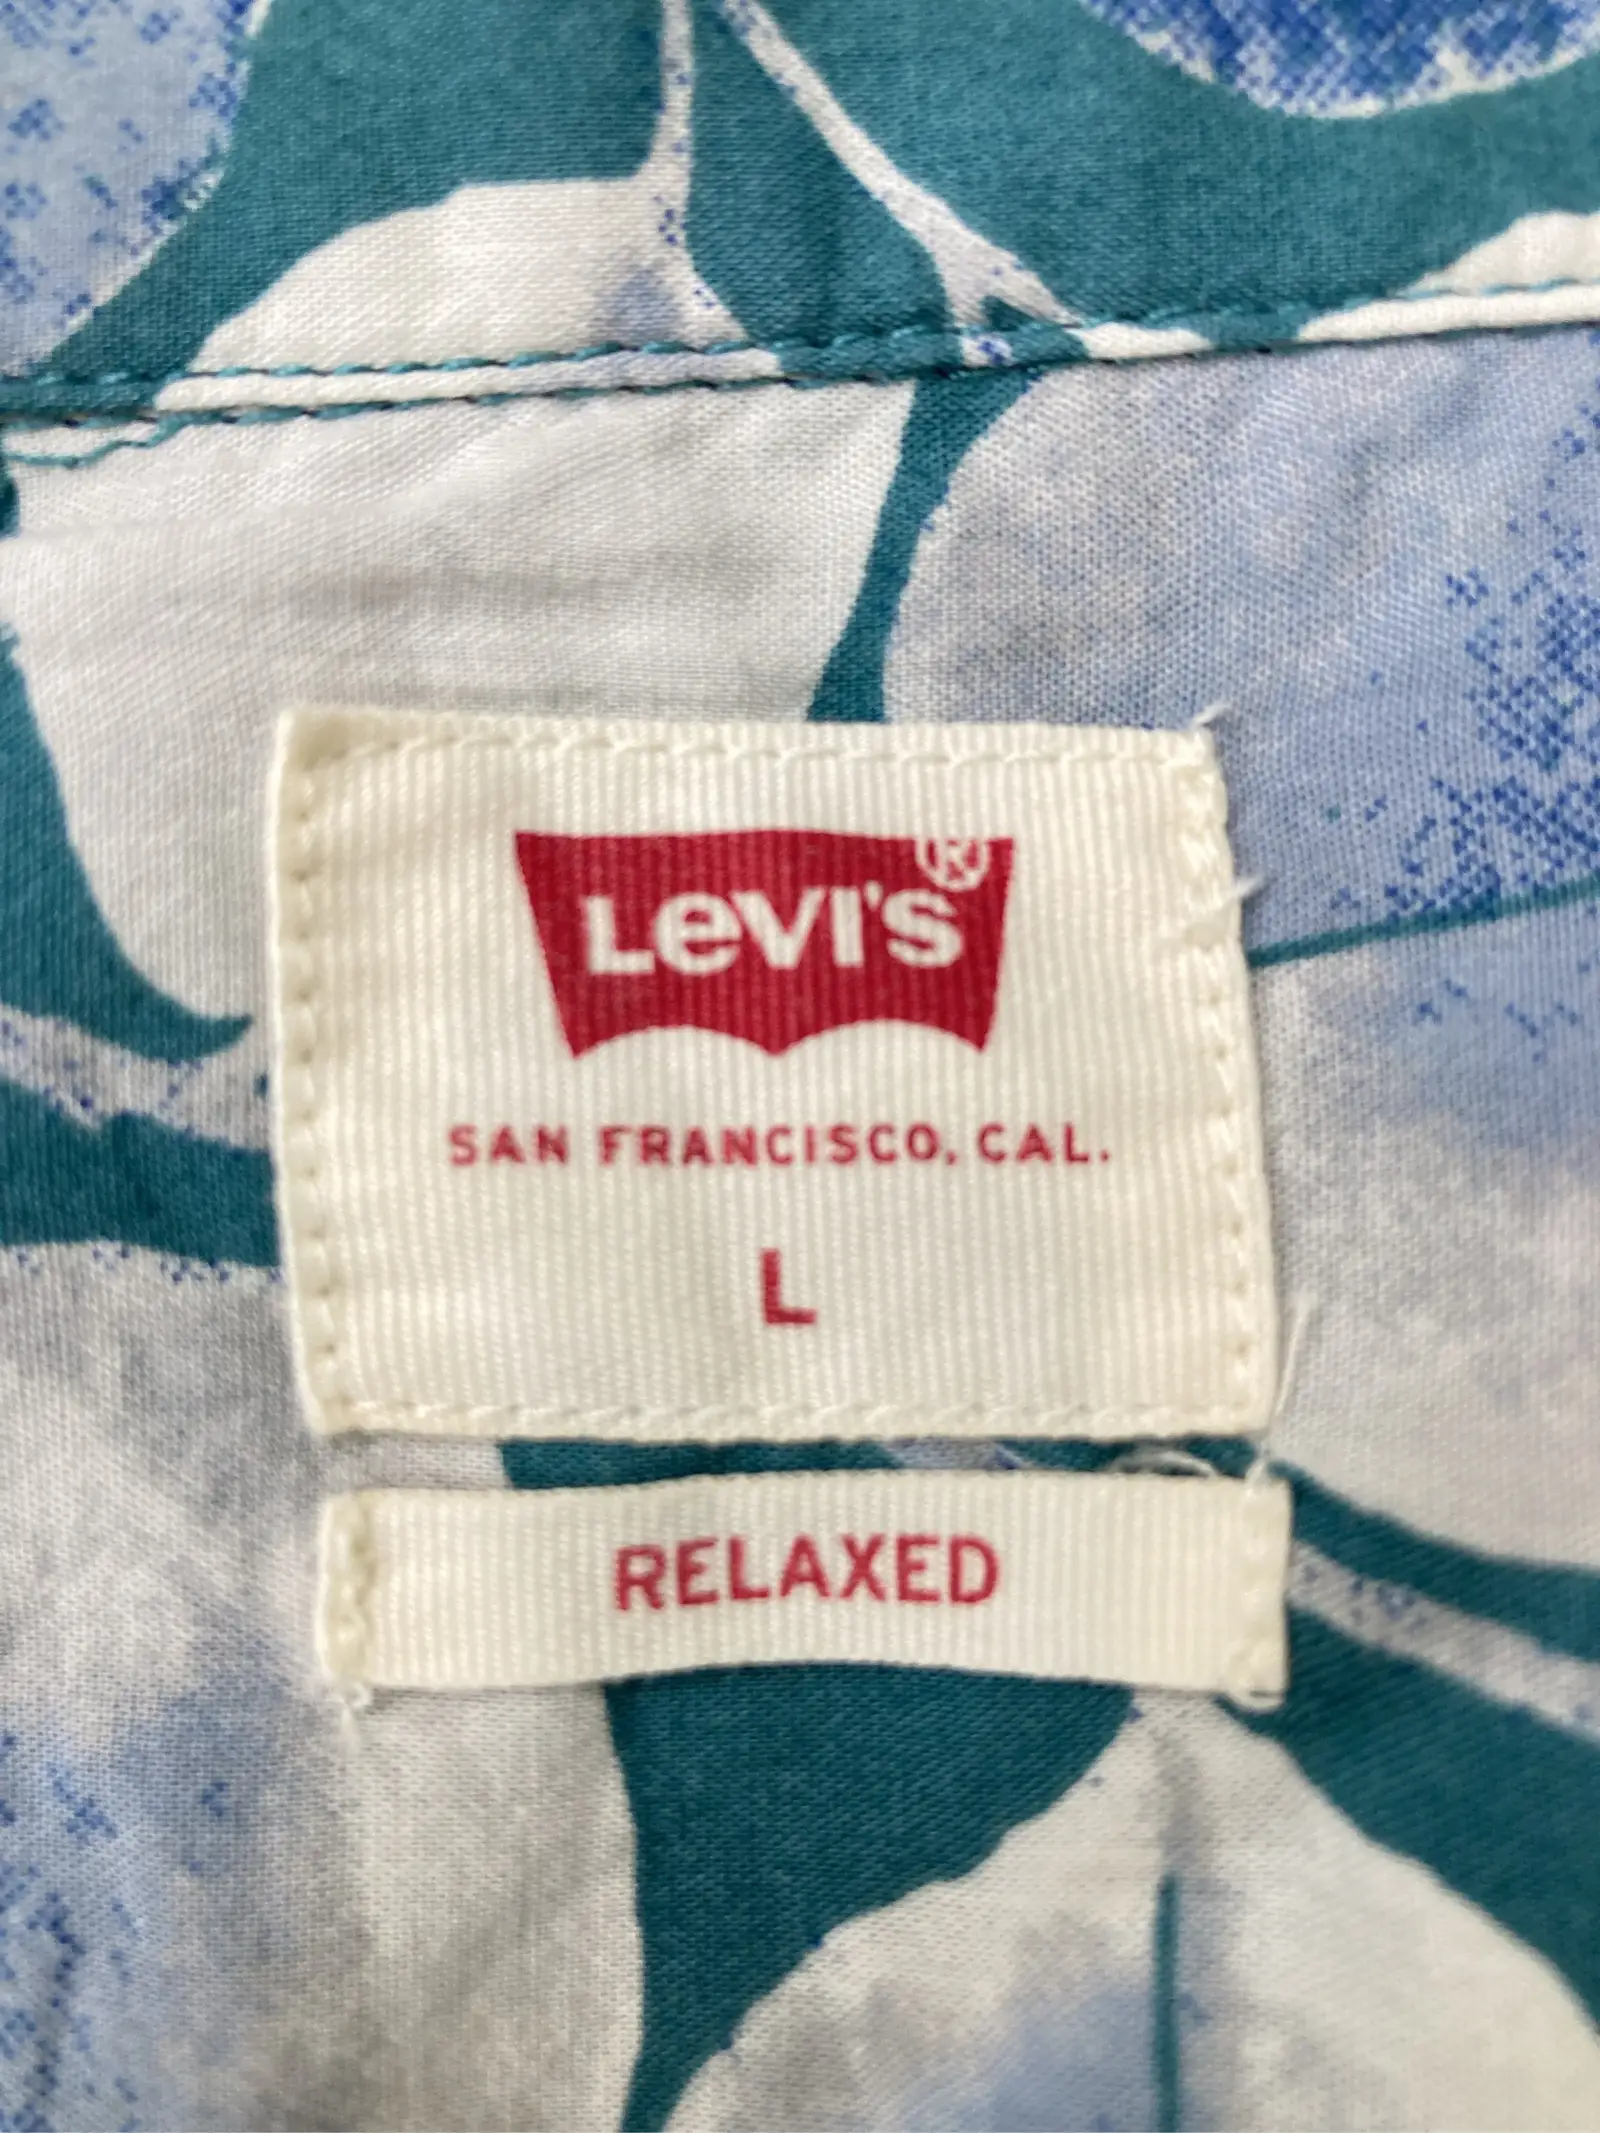 Levi's®
SAN FRANCISCO, CAL.
L
RELAXED